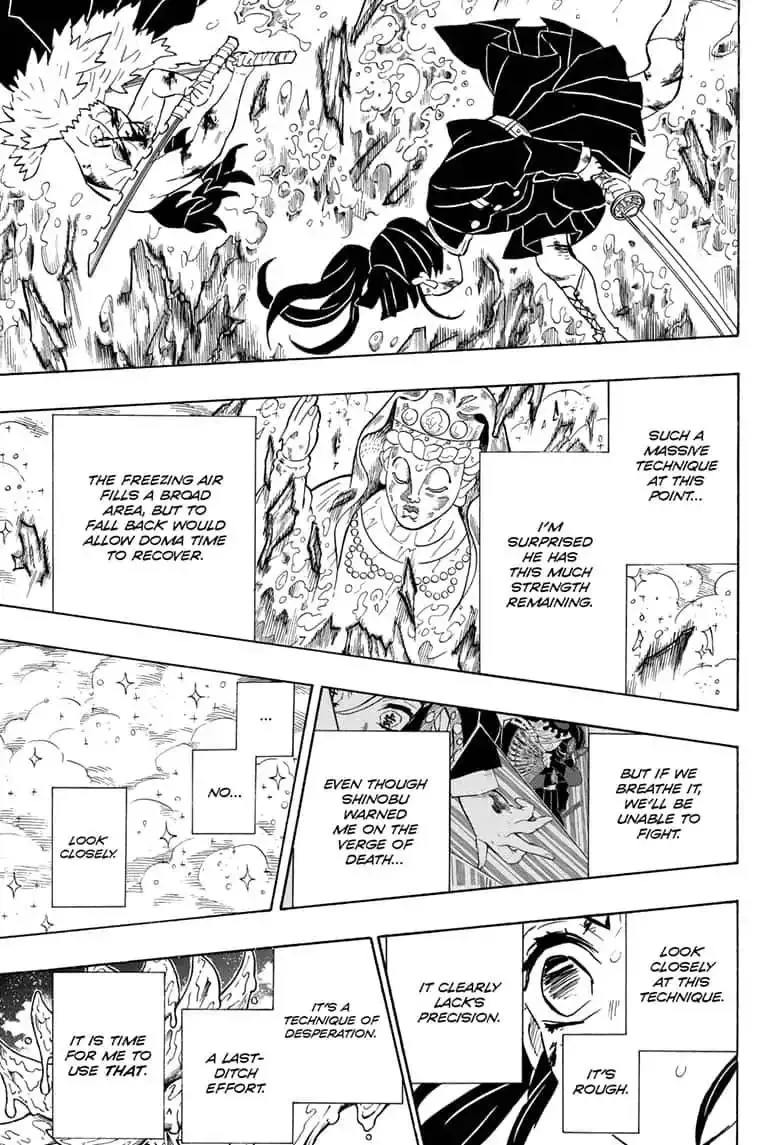 SUCH A
MASSIVE
TECHNIQUE
AT THIS
POINT...
I'M
SURPRISED
HE HAS
THIS MUCH
STRENGTH
REMAINING.
THE FREEZING AIR
FILLS A BROAD
AREA, BUT TO
FALL BACK WOULD
ALLOW DOMA TIME
TO RECOVER.
BUT IF WE
BREATHE IT,
WE'LL BE
UNABLE TO
FIGHT.
EVEN THOUGH
SHINOBU
WARNED
ME ON THE
VERGE OF
DEATH...
...
NO...
LOOK
CLOSELY.
LOOK
CLOSELY
AT THIS
TECHNIQUE.
IT'S
ROUGH.
IT CLEARLY
LACKS
PRECISION.
IT'S A
TECHNIQUE OF
DESPERATION.
A LAST-
DITCH
EFFORT.
IT IS TIME
FOR ME TO
USE THAT.